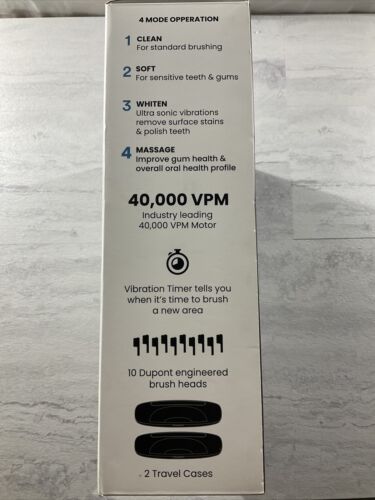 4 MODE OPPERATION
1 CLEAN
For standard brushing
2 SOFT
For sensitive teeth & gums
3 WHITEN
Ultra sonic vibrations
remove surface stains
& polish teeth
4 MASSAGE
Improve gum health &
overall oral health profile
40,000 VPM
Industry leading
40,000 VPM Motor
Vibration Timer tells you
when it's time to brush
a new area
10 Dupont engineered
brush heads
2 Travel Cases